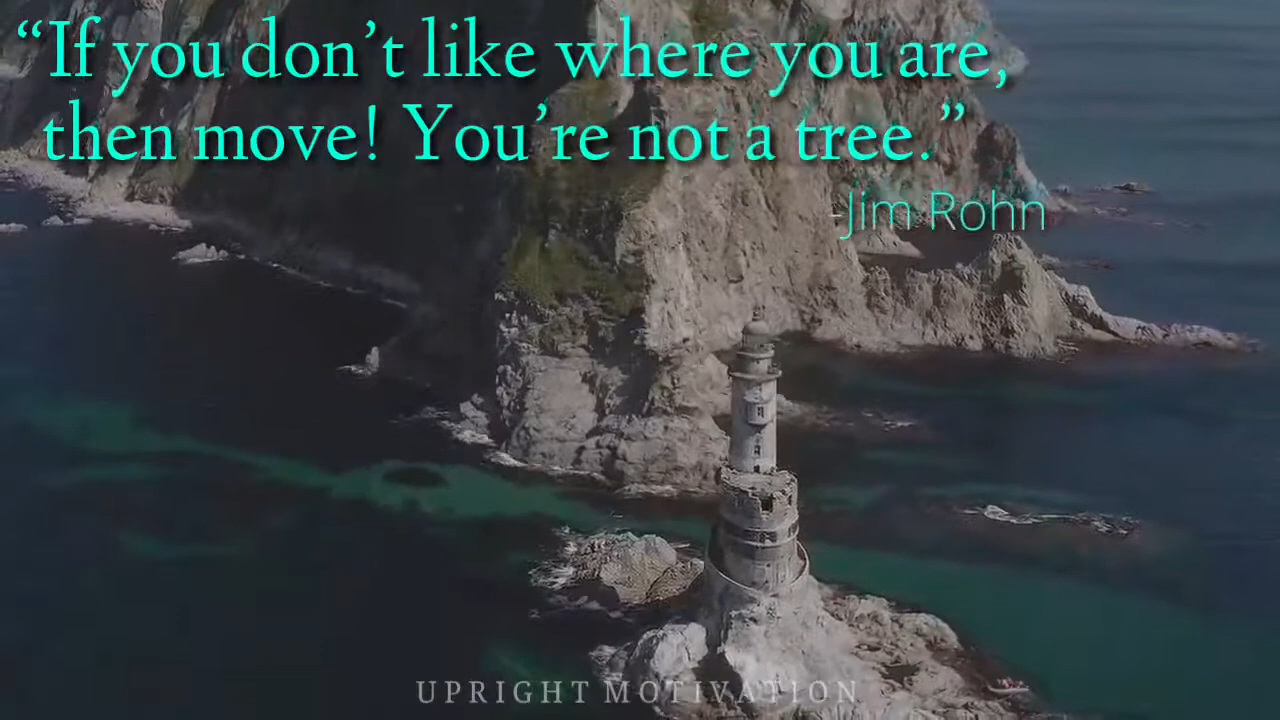 “If you don’t like where you are,
then move! You’re not a tree.”
-Jim Rohn
UPRIGHT MOTIVATION